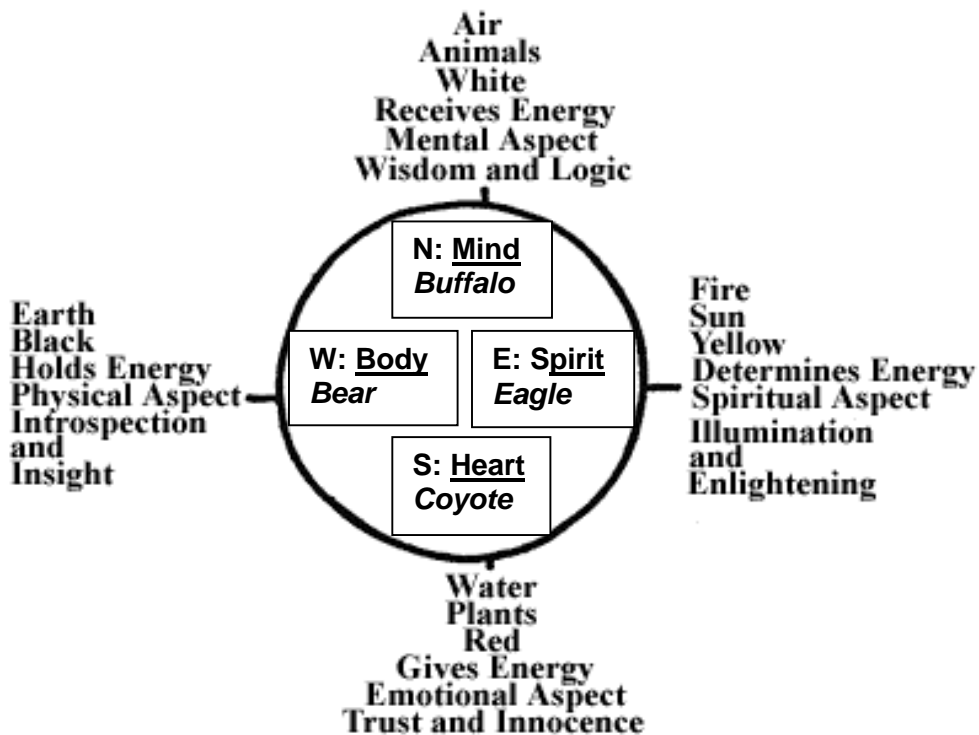 Air
Animals
White
Receives Energy
Mental Aspect
Wisdom and Logic
N: Mind
Buffalo
Earth
Black
Holds Energy
Physical Aspect
Introspection
and
Insight
W: Body
Bear
E: Spirit
Eagle
Fire
Sun
Yellow
Determines Energy
Spiritual Aspect
Illumination
and
Enlightening
S: Heart
Coyote
Water
Plants
Red
Gives Energy
Emotional Aspect
Trust and Innocence